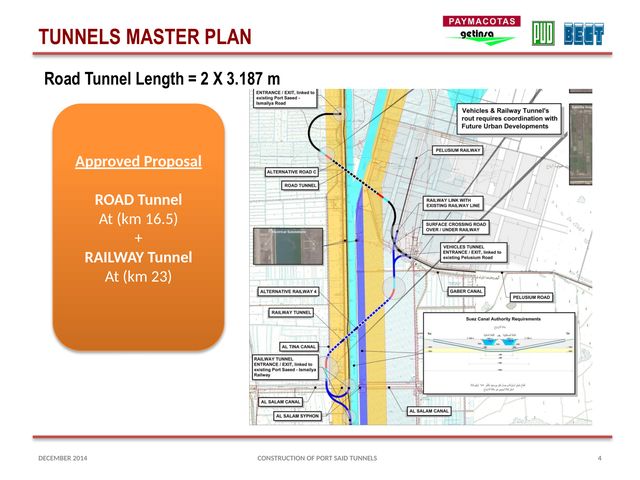 TUNNELS MASTER PLAN
PAYMACOTAS
getinsa
Road Tunnel Length = 2 X 3.187 m
Approved Proposal
ROAD Tunnel
At (km 16.5)
+
RAILWAY Tunnel
At (km 23)
ENTRANCE / EXIT, linked to
existing Port Saeed -
Ismailya Road
Vehicles & Railway Tunnel's
rout requires coordination with
Future Urban Developments
PELUSIUM RAILWAY
ALTERNATIVE ROAD C
ROAD TUNNEL
RAILWAY LINK WITH
EXISTING RAILWAY LINE
SURFACE CROSSING ROAD
OVER / UNDER RAILWAY
VEHICLES TUNNEL
ENTRANCE / EXIT, linked to
existing Pelusium Road
ALTERNATIVE RAILWAY 4
GABER CANAL
PELUSIUM ROAD
RAILWAY TUNNEL
Suez Canal Authority Requirements
AL TINA CANAL
RAILWAY TUNNEL
ENTRANCE / EXIT, linked to
existing Port Saeed - Ismailya
Railway
AL SALAM CANAL
AL SALAM SYPHON
AL SALAM CANAL
DECEMBER 2014
CONSTRUCTION OF PORT SAID TUNNELS
4